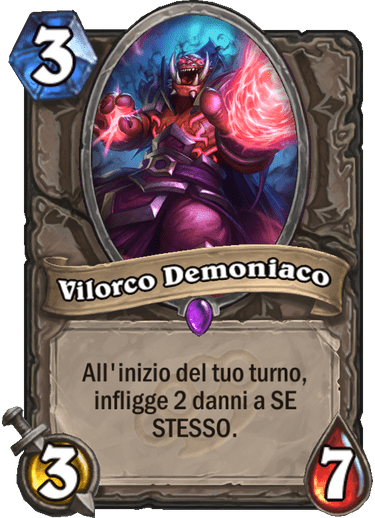 3
Vilorco Demoniaco
All'inizio del tuo turno,
infligge 2 danni a SE
STESSO.
3
7